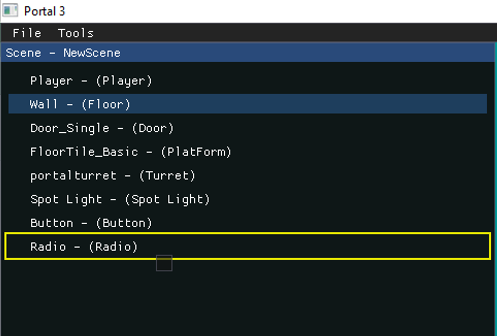 Portal 3
File Tools
Scene - NewScene
Player - (Player)
Wall - (Floor)
Door_Single - (Door)
FloorTile_Basic - (PlatForm)
portalturret - (Turret)
Spot Light - (Spot Light)
Button - (Button)
Radio - (Radio)